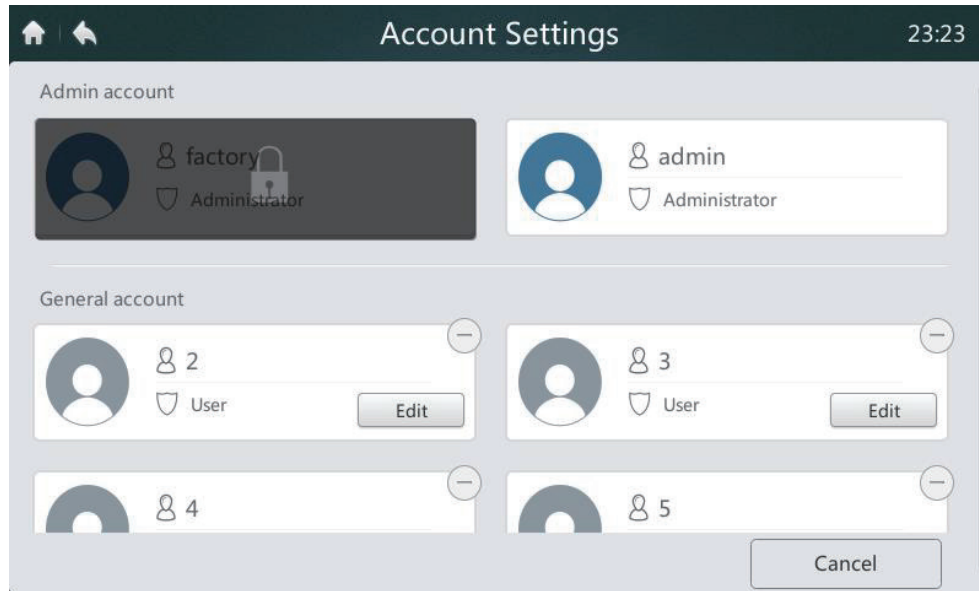 Account Settings 23:23
Admin account
factory
Administrator
admin
Administrator
General account
2
User
Edit
3
User
Edit
4
5
Cancel